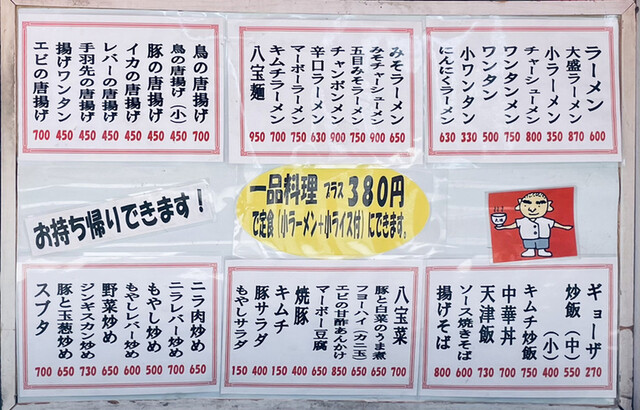 ラーメン 600
大盛ラーメン 870
小ラーメン 350
チャーシューメン 800
ワンタンメン 750
ワンタン 500
小ワンタン 330
にんにくラーメン 630
みそラーメン 650
みそチャーシューメン 900
五目みそラーメン 750
チャンポンメン 900
辛口ラーメン 630
マーボーラーメン 750
キムチラーメン 700
八宝麺 950
鳥の唐揚げ 700
鳥の唐揚げ（小） 450
豚の唐揚げ 450
イカの唐揚げ 450
レバーの唐揚げ 450
手羽先の唐揚げ 450
揚げワンタン 450
エビの唐揚げ 700
一品料理 プラス 380円
で定食（小ラーメン+小ライス付）にできます。
お持ち帰りできます！
ギョーザ 270
炒飯（中） 550
（小） 400
キムチ炒飯 750
中華丼 700
天津飯 730
ソース焼きそば 600
揚げそば 800
八宝菜 700
豚と白菜のうま煮 650
フヨーハイ（カニ玉） 650
エビの甘酢あんかけ 850
マーボー豆腐 650
焼豚 400
キムチ 150
豚サラダ 400
もやしサラダ 150
ニラ肉炒め 700
ニラレバー炒め 700
もやし炒め 500
もやしレバー炒め 600
野菜炒め 650
ジンギスカン炒め 730
豚と玉葱炒め 650
スブタ 700